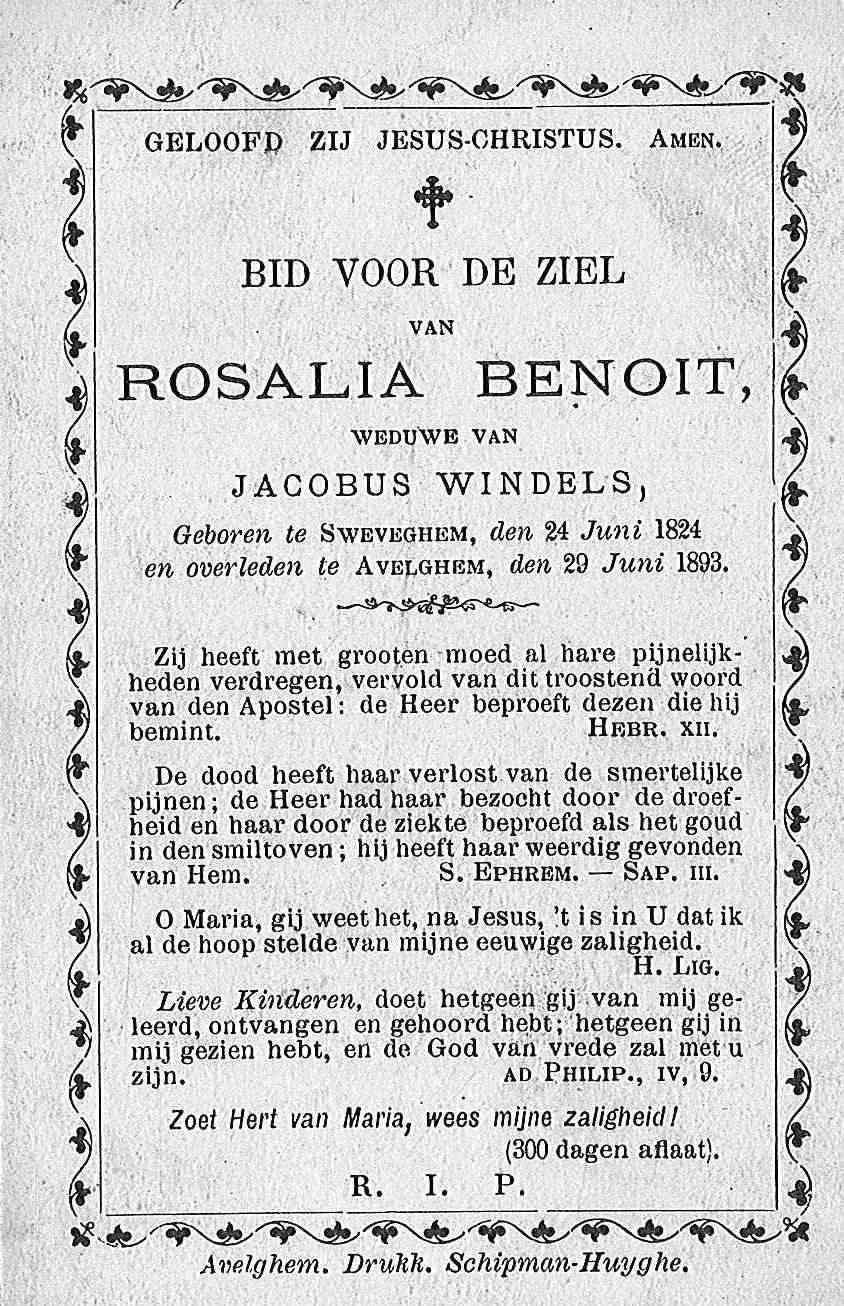 GELOOFD ZIJ JESUS-CHRISTUS. AMEN.
BID VOOR DE ZIEL
VAN
ROSALIA BENOIT,
WEDUWE VAN
JACOBUS WINDELS,
Geboren te SWEVEGHEM, den 24 Juni 1824
en overleden te AVELGHEM, den 29 Juni 1893.
Zij heeft met grooten moed al hare pijnelijk-
heden verdregen, vervold van dit troostend woord
van den Apostel: de Heer beproeft dezen die hij
bemint. HEBR. XII.
De dood heeft haar verlost van de smertelijke
pijnen; de Heer had haar bezocht door de droef-
heid en haar door de ziekte beproefd als het goud
in den smiltoven; hij heeft haar weerdig gevonden
van Hem. S. EPHREM. — SAP. III.
O Maria, gij weet het, na Jesus, 't is in U dat ik
al de hoop stelde van mijne eeuwige zaligheid.
H. LIG.
Lieve Kinderen, doet hetgeen gij van mij ge-
leerd, ontvangen en gehoord hebt; hetgeen gij in
mij gezien hebt, en de God van vrede zal met u
zijn. AD PHILIP., IV, 9.
Zoet Hert van Maria, wees mijne zaligheid!
(300 dagen aflaat).
R. I. P.
Avelghem. Drukk. Schipman-Huyghe.